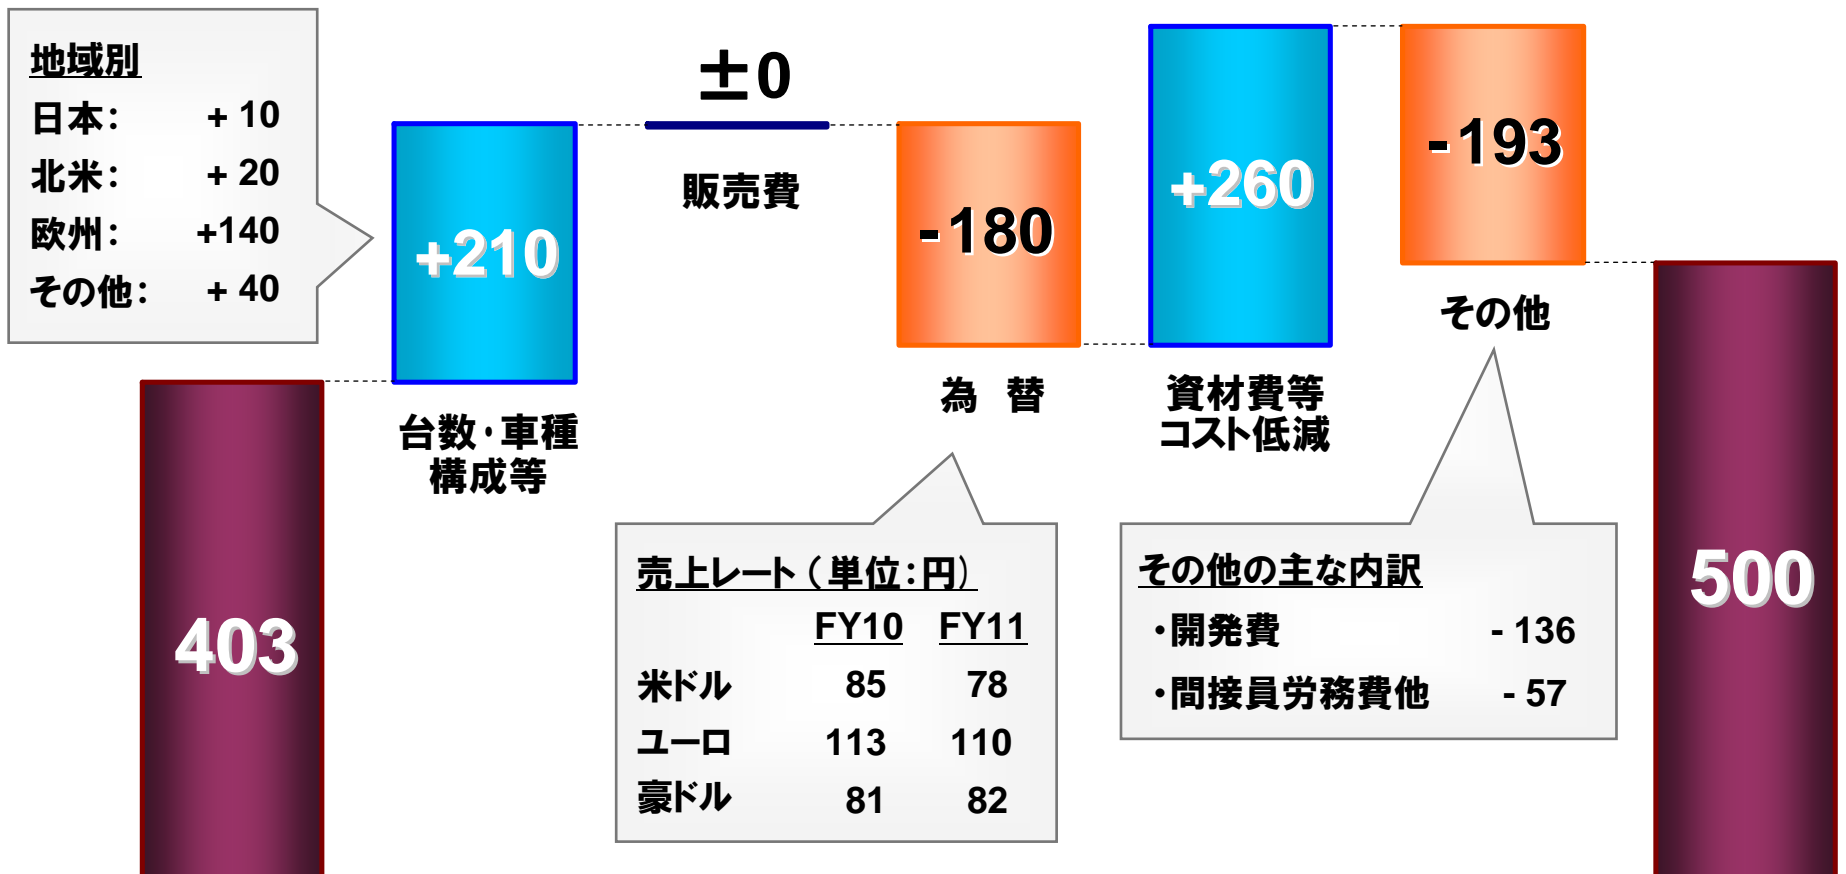 地域別
日本： + 10
北米： + 20
欧州： +140
その他： + 40
403
+210
台数・車種
構成等
±0
販売費
-180
為　替
売上レート（単位：円）
FY10 FY11
米ドル 85 78
ユーロ 113 110
豪ドル 81 82
+260
資材費等
コスト低減
-193
その他
その他の主な内訳
・開発費 - 136
・間接員労務費他 - 57
500